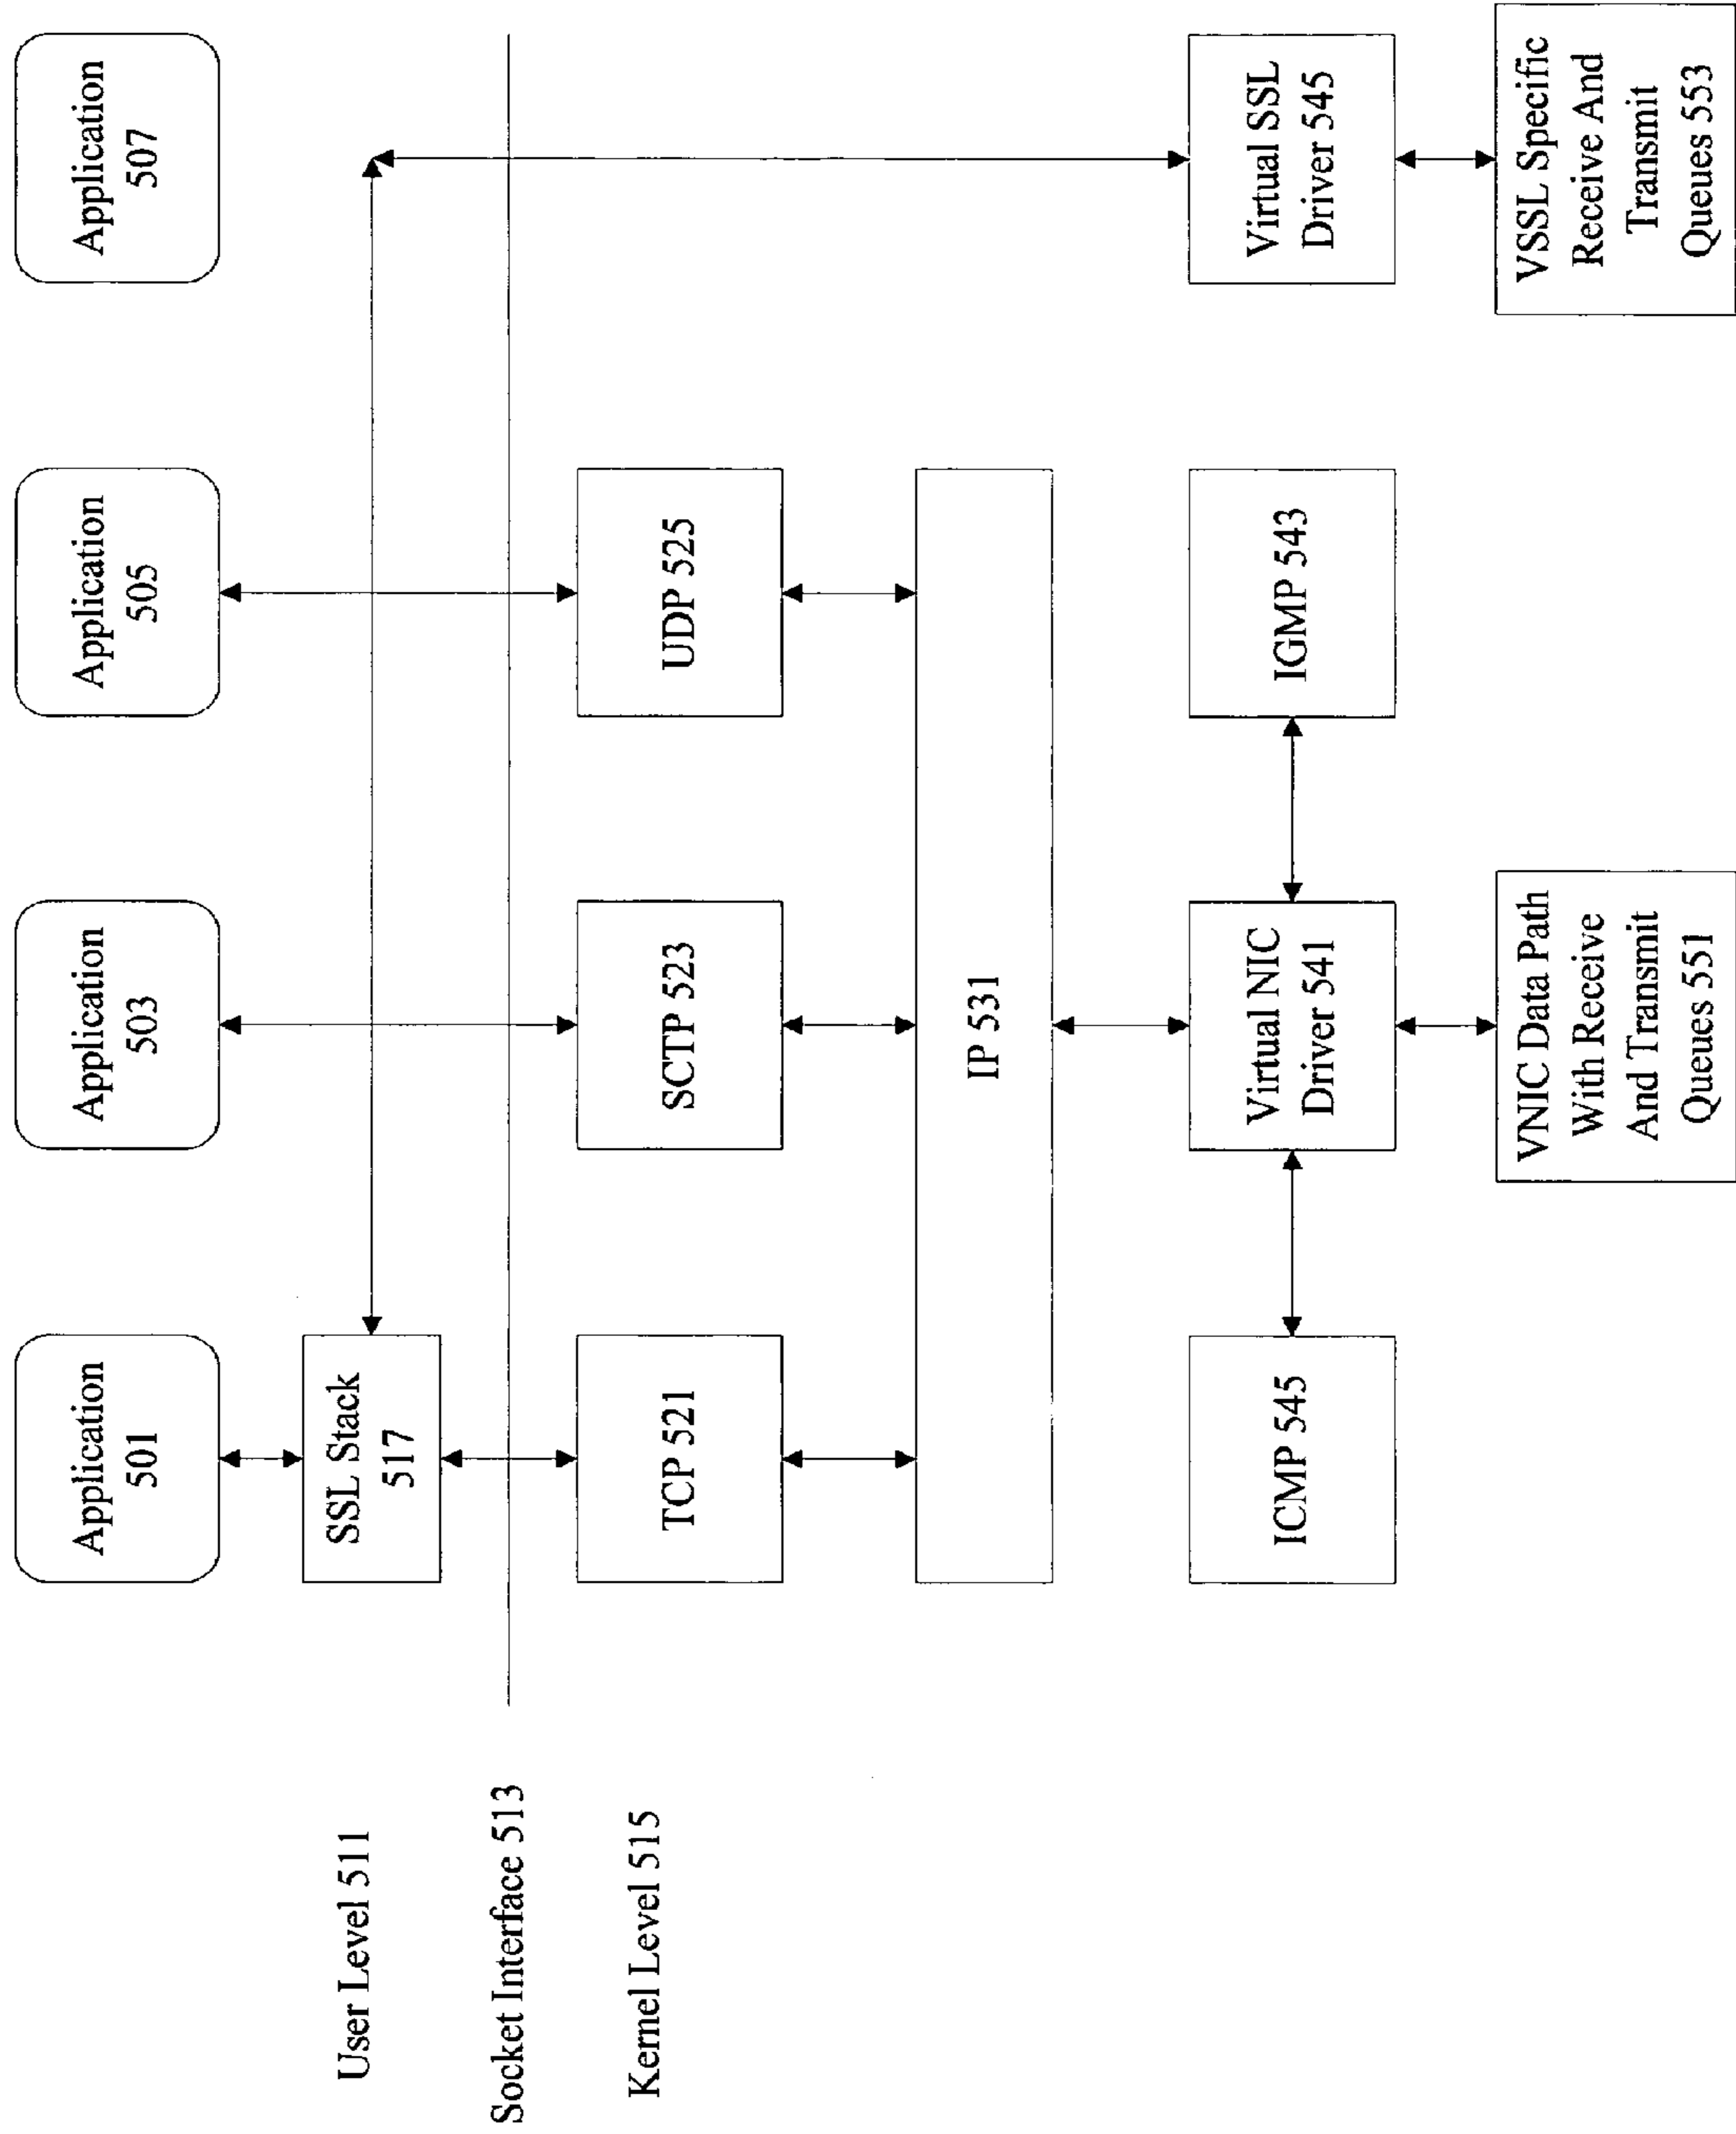 Application
501
Application
503
Application
505
Application
507
User Level 511
SSL Stack
517
Socket Interface 513
Kernel Level 515
TCP 521
SCTP 523
UDP 525
IP 531
ICMP 545
Virtual NIC
Driver 541
IGMP 543
Virtual SSL
Driver 545
VNIC Data Path
With Receive
And Transmit
Queues 551
VSSL Specific
Receive And
Transmit
Queues 553